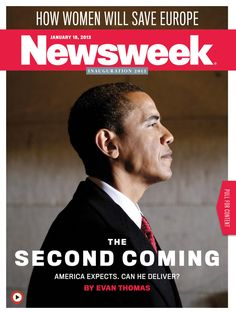 HOW WOMEN WILL SAVE EUROPE
JANUARY 18, 2013
Newsweek
INAUGURATION 2013
PULL FOR CONTENT
THE
SECOND COMING
AMERICA EXPECTS. CAN HE DELIVER?
BY EVAN THOMAS